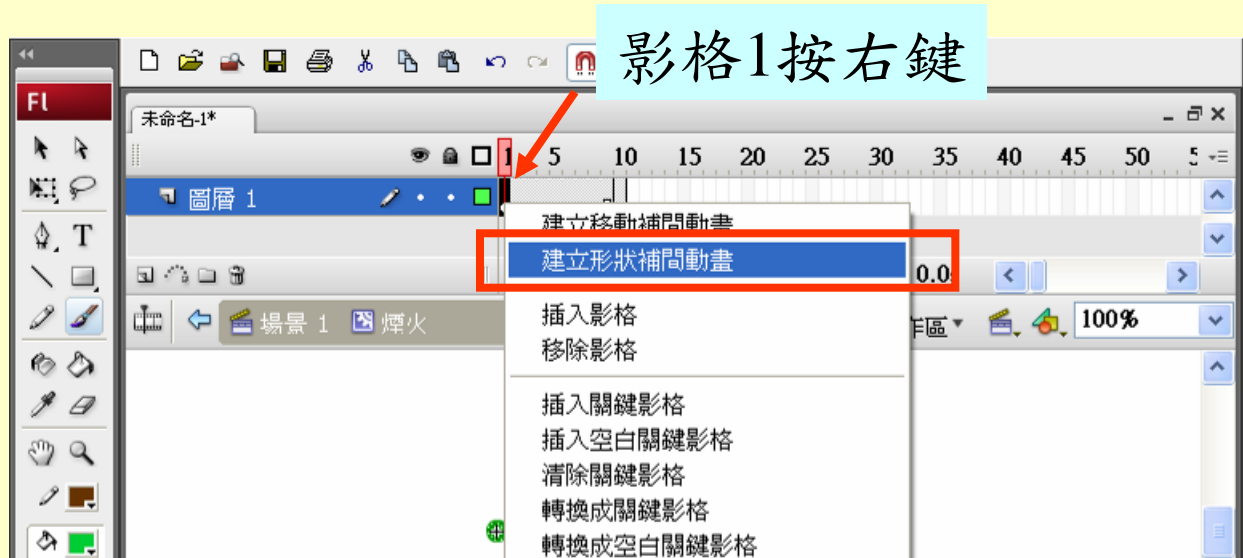 影格1按右鍵
Fl
未命名-1*
1 5 10 15 20 25 30 35 40 45 50
圖層 1
T
建立移動補間動畫
建立形狀補間動畫
0.0
場景 1 煙火
作區 100%
插入影格
移除影格
插入關鍵影格
插入空白關鍵影格
清除關鍵影格
轉換成關鍵影格
轉換成空白關鍵影格